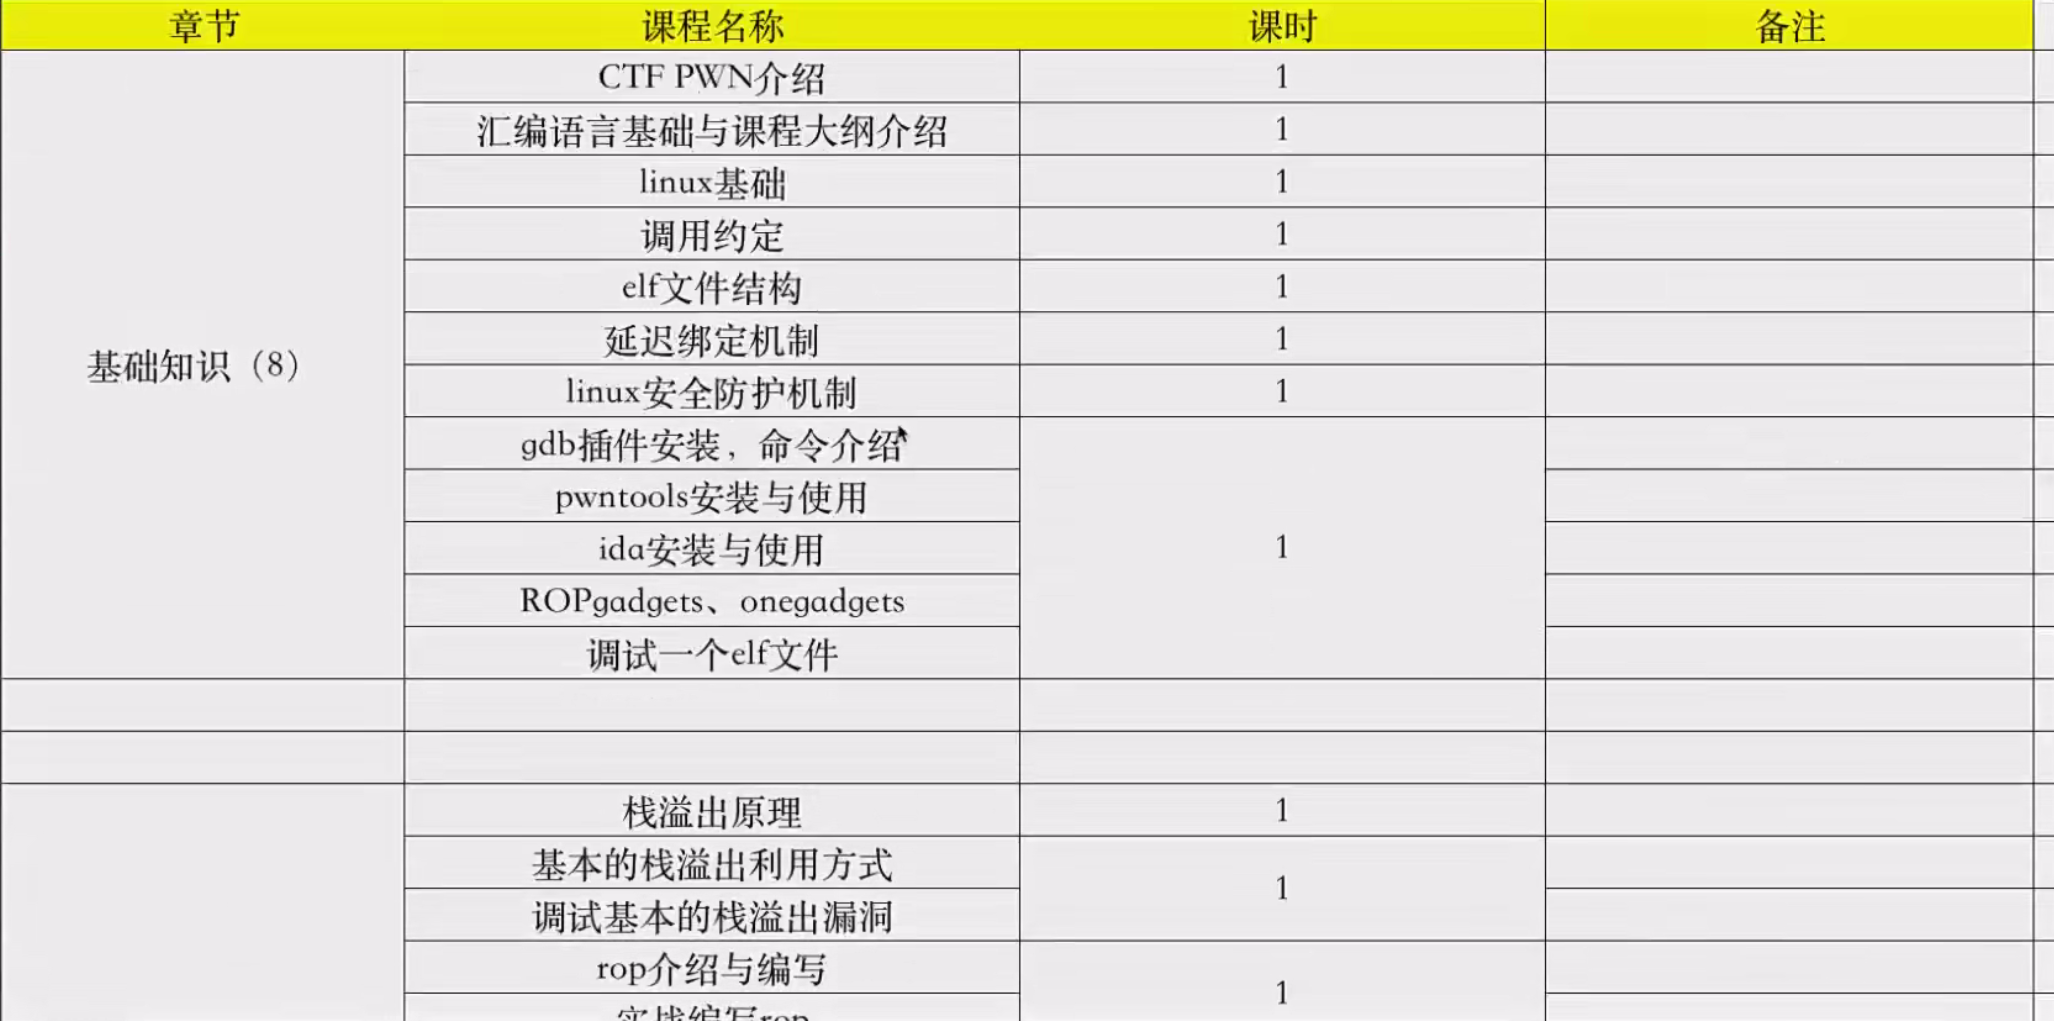 章节 课程名称 课时 备注
CTF PWN介绍 1
汇编语言基础与课程大纲介绍 1
linux基础 1
调用约定 1
elf文件结构 1
延迟绑定机制 1
基础知识（8）
linux安全防护机制 1
gdb插件安装，命令介绍
pwntools安装与使用
ida安装与使用 1
ROPgadgets、onegadgets
调试一个elf文件
栈溢出原理 1
基本的栈溢出利用方式 1
调试基本的栈溢出漏洞
rop介绍与编写 1
实战编写rop